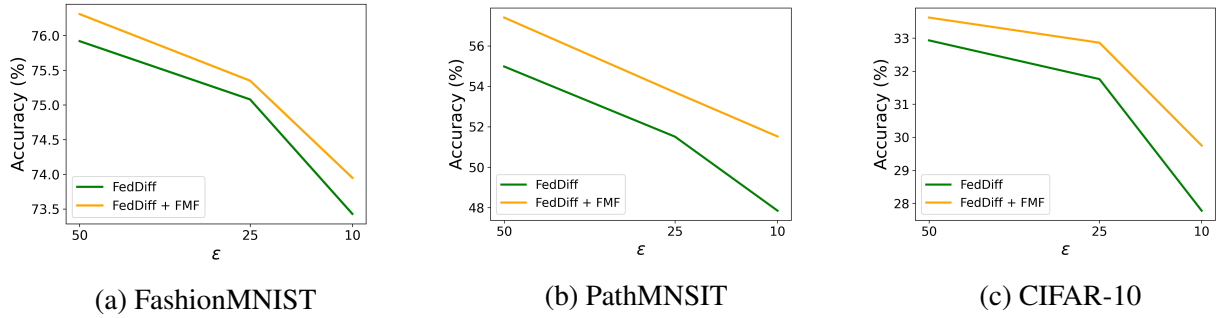 76.0
75.5
75.0
74.5
74.0
73.5
Accuracy (%)
FedDiff
FedDiff + FMF
50
25
10
ε
(a) FashionMNIST
56
54
52
50
48
Accuracy (%)
FedDiff
FedDiff + FMF
50
25
10
ε
(b) PathMNSIT
33
32
31
30
29
28
Accuracy (%)
FedDiff
FedDiff + FMF
50
25
10
ε
(c) CIFAR-10